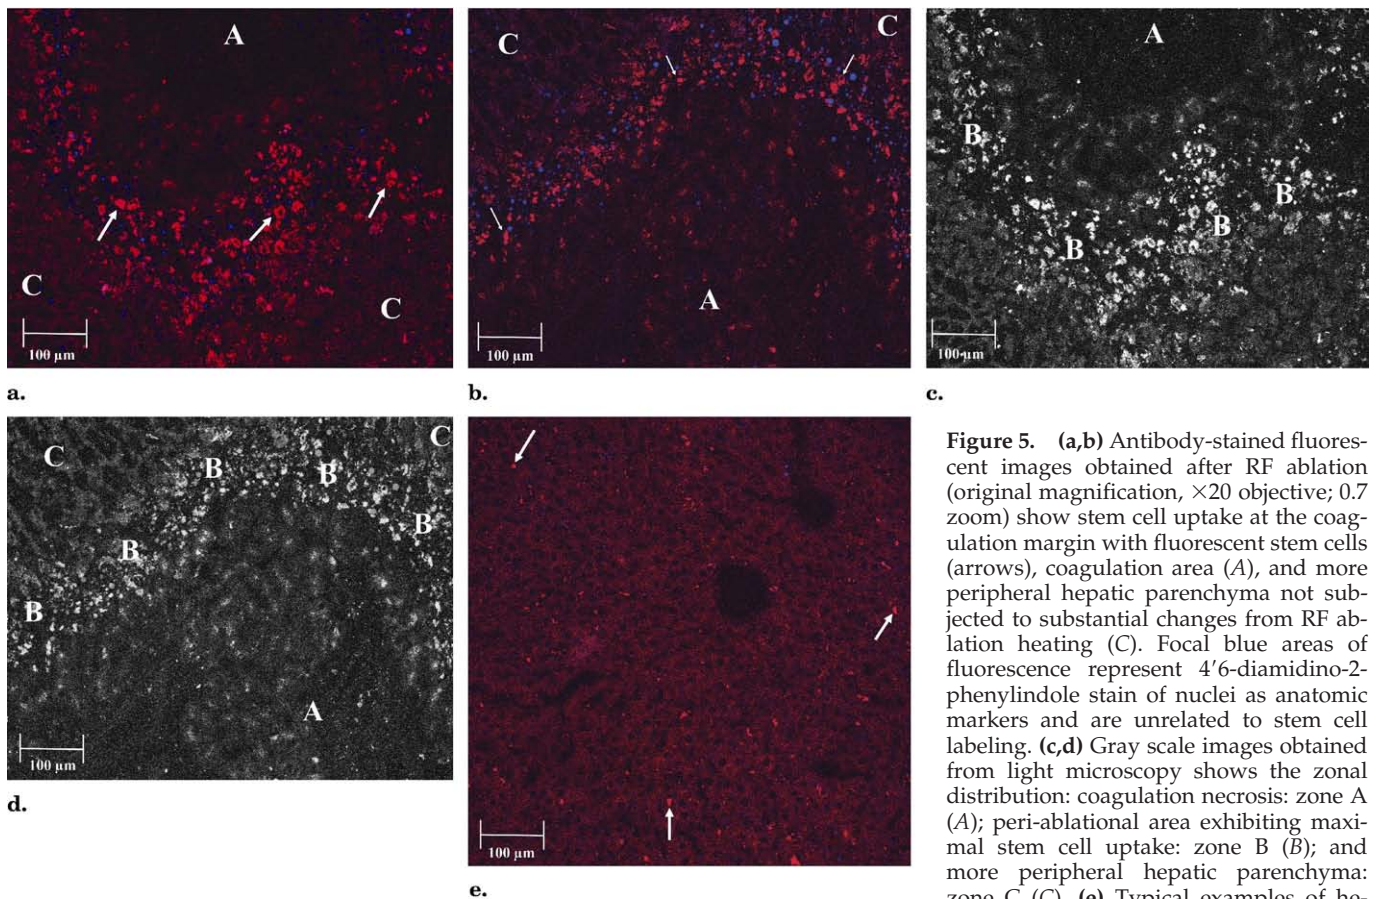 A
C
C
100 µm
a.
C
C
A
100 µm
b.
A
B
B
B
B
100 µm
c.
C
C
B
B
B
B
B
A
100 µm
d.
100 µm
e.
Figure 5. (a,b) Antibody-stained fluores-
cent images obtained after RF ablation
(original magnification, ×20 objective; 0.7
zoom) show stem cell uptake at the coag-
ulation margin with fluorescent stem cells
(arrows), coagulation area (A), and more
peripheral hepatic parenchyma not sub-
jected to substantial changes from RF ab-
lation heating (C). Focal blue areas of
fluorescence represent 4′6-diamidino-2-
phenylindole stain of nuclei as anatomic
markers and are unrelated to stem cell
labeling. (c,d) Gray scale images obtained
from light microscopy shows the zonal
distribution: coagulation necrosis: zone A
(A); peri-ablational area exhibiting maxi-
mal stem cell uptake: zone B (B); and
more peripheral hepatic parenchyma:
zone C (C). (e) Typical examples of he-